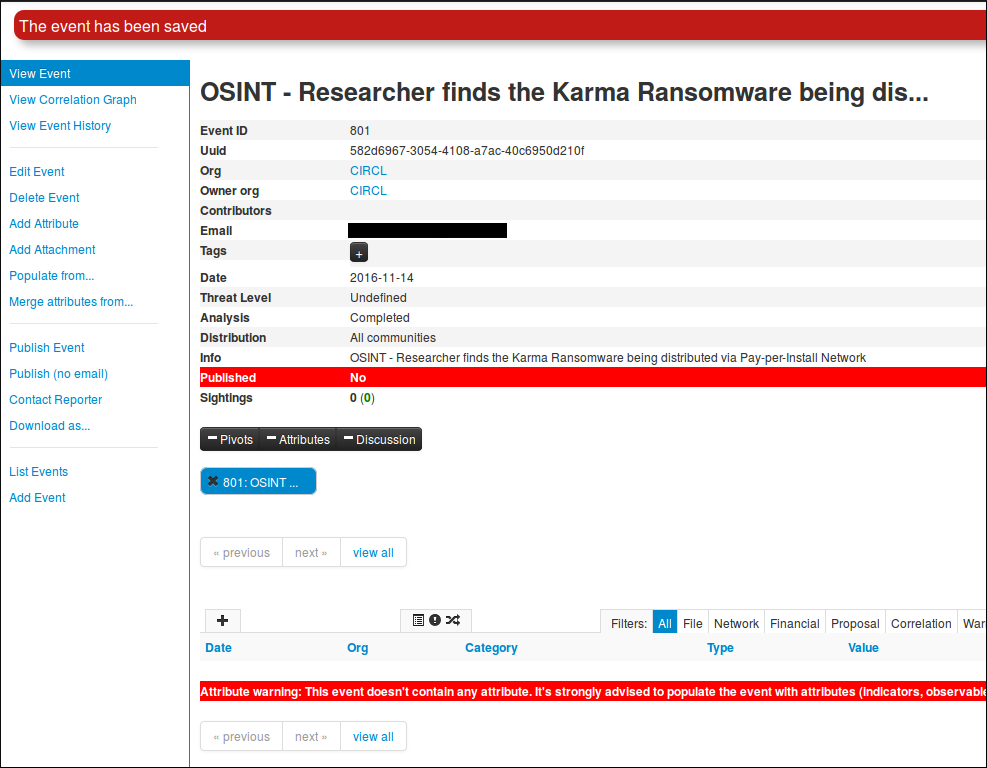 The event has been saved
View Event
View Correlation Graph
View Event History
Edit Event
Delete Event
Add Attribute
Add Attachment
Populate from...
Merge attributes from...
Publish Event
Publish (no email)
Contact Reporter
Download as...
List Events
Add Event
OSINT - Researcher finds the Karma Ransomware being dis...
Event ID 801
Uuid 582d6967-3054-4108-a7ac-40c6950d210f
Org CIRCL
Owner org CIRCL
Contributors
Email
Tags +
Date 2016-11-14
Threat Level Undefined
Analysis Completed
Distribution All communities
Info OSINT - Researcher finds the Karma Ransomware being distributed via Pay-per-Install Network
Published No
Sightings 0 (0)
Pivots Attributes Discussion
801: OSINT ...
« previous next » view all
Filters: All File Network Financial Proposal Correlation War
Date Org Category Type Value
Attribute warning: This event doesn't contain any attribute. It's strongly advised to populate the event with attributes (indicators, observable
« previous next » view all